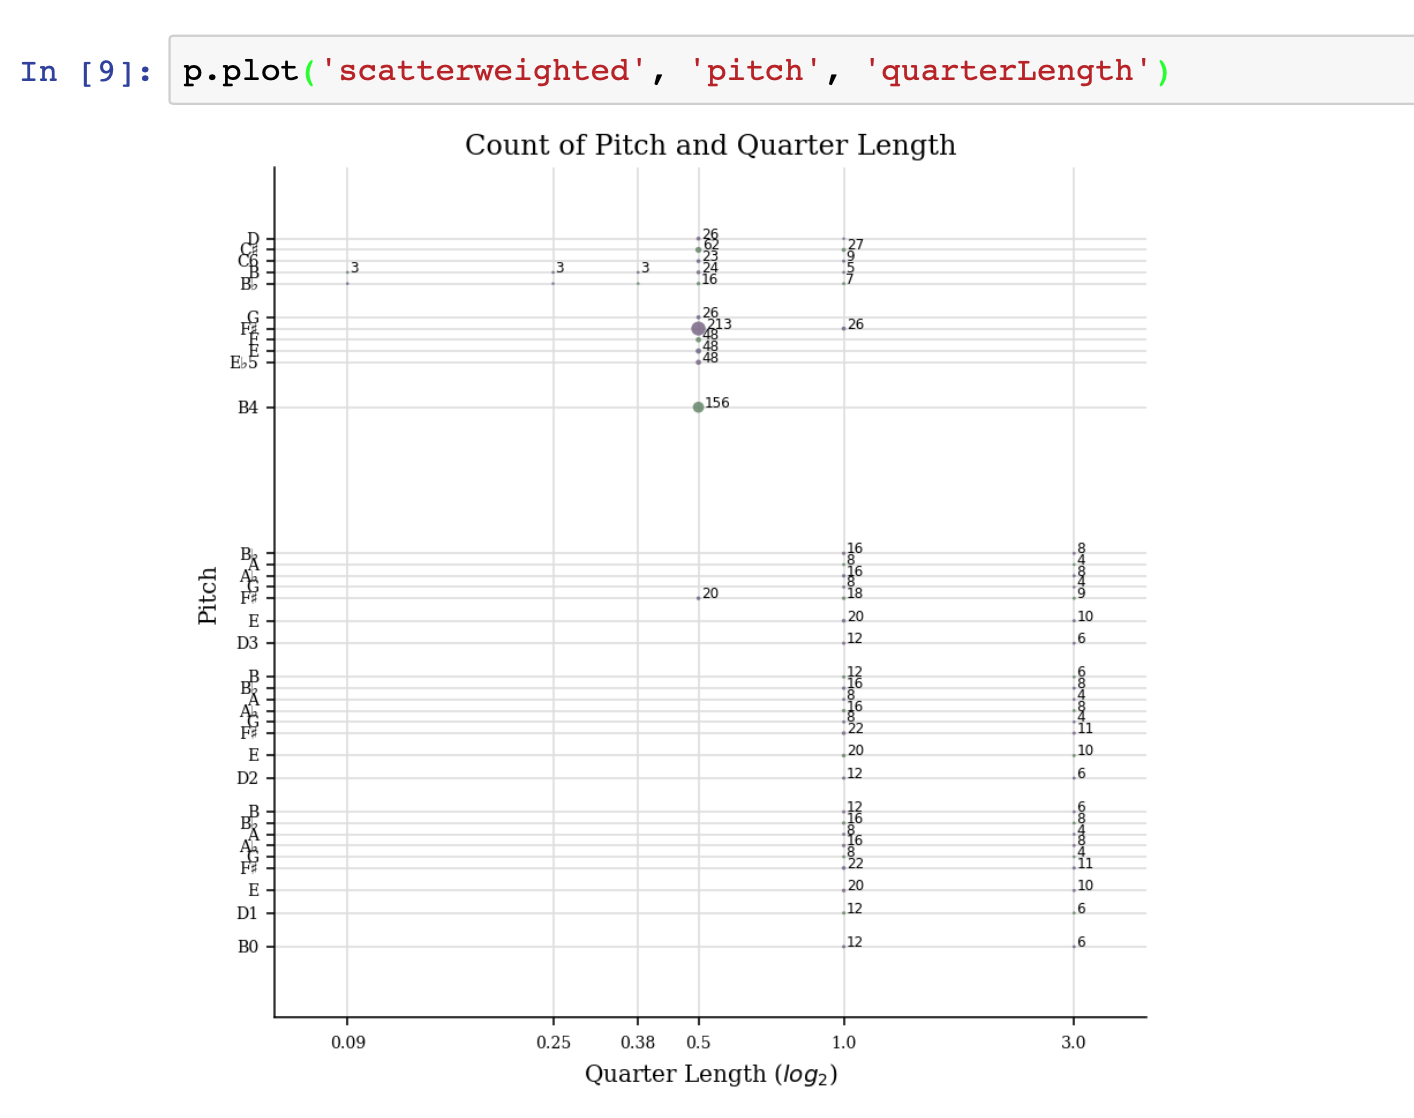 In [9]: p.plot('scatterweighted', 'pitch', 'quarterLength')
Count of Pitch and Quarter Length
D 26
C♯ 62 27
C6 23 9
B 3 3 3 24 5
B♭ 16 7
G 26
F♯ 213 26
F 48
E 48
E♭5 48
B4 156
B♭ 16 8
A 8 4
A♭ 16 8
G 8 4
F♯ 20 18 9
E 20 10
D3 12 6
B 12 6
B♭ 16 8
A 8 4
A♭ 16 8
G 8 4
F♯ 22 11
E 20 10
D2 12 6
B 12 6
B♭ 16 8
A 8 4
A♭ 16 8
G 8 4
F♯ 22 11
E 20 10
D1 12 6
B0 12 6
Pitch
0.09 0.25 0.38 0.5 1.0 3.0
Quarter Length (log₂)